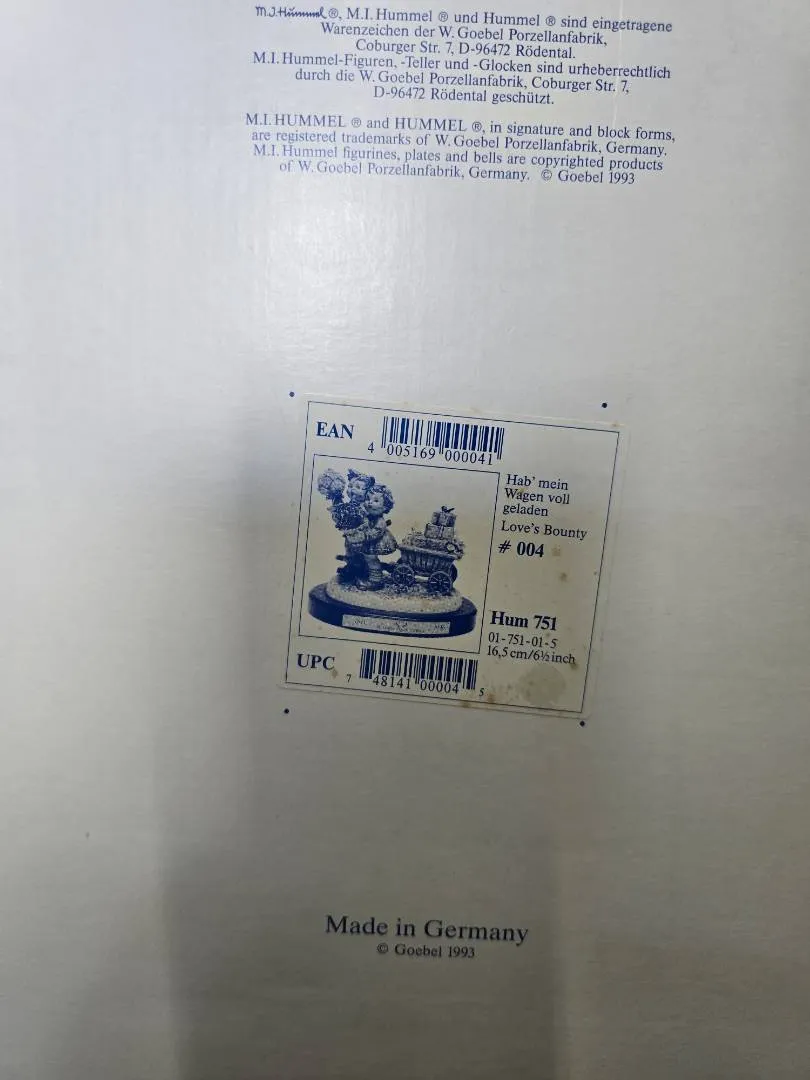 M.J.Hummel ®, M.I. Hummel ® und Hummel ® sind eingetragene
Warenzeichen der W. Goebel Porzellanfabrik,
Coburger Str. 7, D-96472 Rödental.
M.I. Hummel-Figuren, -Teller und -Glocken sind urheberrechtlich
durch die W. Goebel Porzellanfabrik, Coburger Str. 7,
D-96472 Rödental geschützt.
M.I. HUMMEL ® and HUMMEL ®, in signature and block forms,
are registered trademarks of W. Goebel Porzellanfabrik, Germany.
M.I. Hummel figurines, plates and bells are copyrighted products
of W. Goebel Porzellanfabrik, Germany. © Goebel 1993
EAN
4 005169 000041
Hab' mein
Wagen voll
geladen
Love's Bounty
# 004
Hum 751
01-751-01-5
16,5 cm/6½ inch
UPC
7 48141 00004 5
Made in Germany
© Goebel 1993